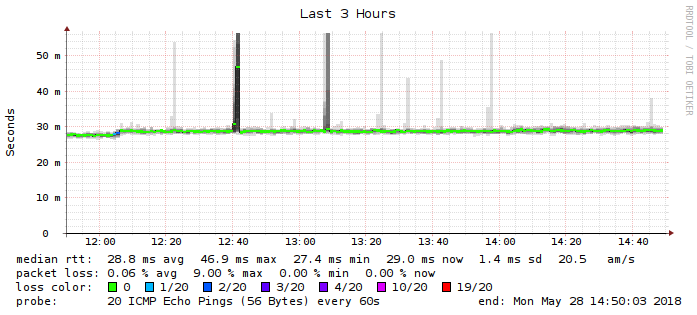 Last 3 Hours
RRDTOOL / TOBI OETIKER
Seconds
50 m
40 m
30 m
20 m
10 m
0
12:00 12:20 12:40 13:00 13:20 13:40 14:00 14:20 14:40
median rtt: 28.8 ms avg 46.9 ms max 27.4 ms min 29.0 ms now 1.4 ms sd 20.5 am/s
packet loss: 0.06 % avg 9.00 % max 0.00 % min 0.00 % now
loss color: 0 1/20 2/20 3/20 4/20 10/20 19/20
probe: 20 ICMP Echo Pings (56 Bytes) every 60s end: Mon May 28 14:50:03 2018